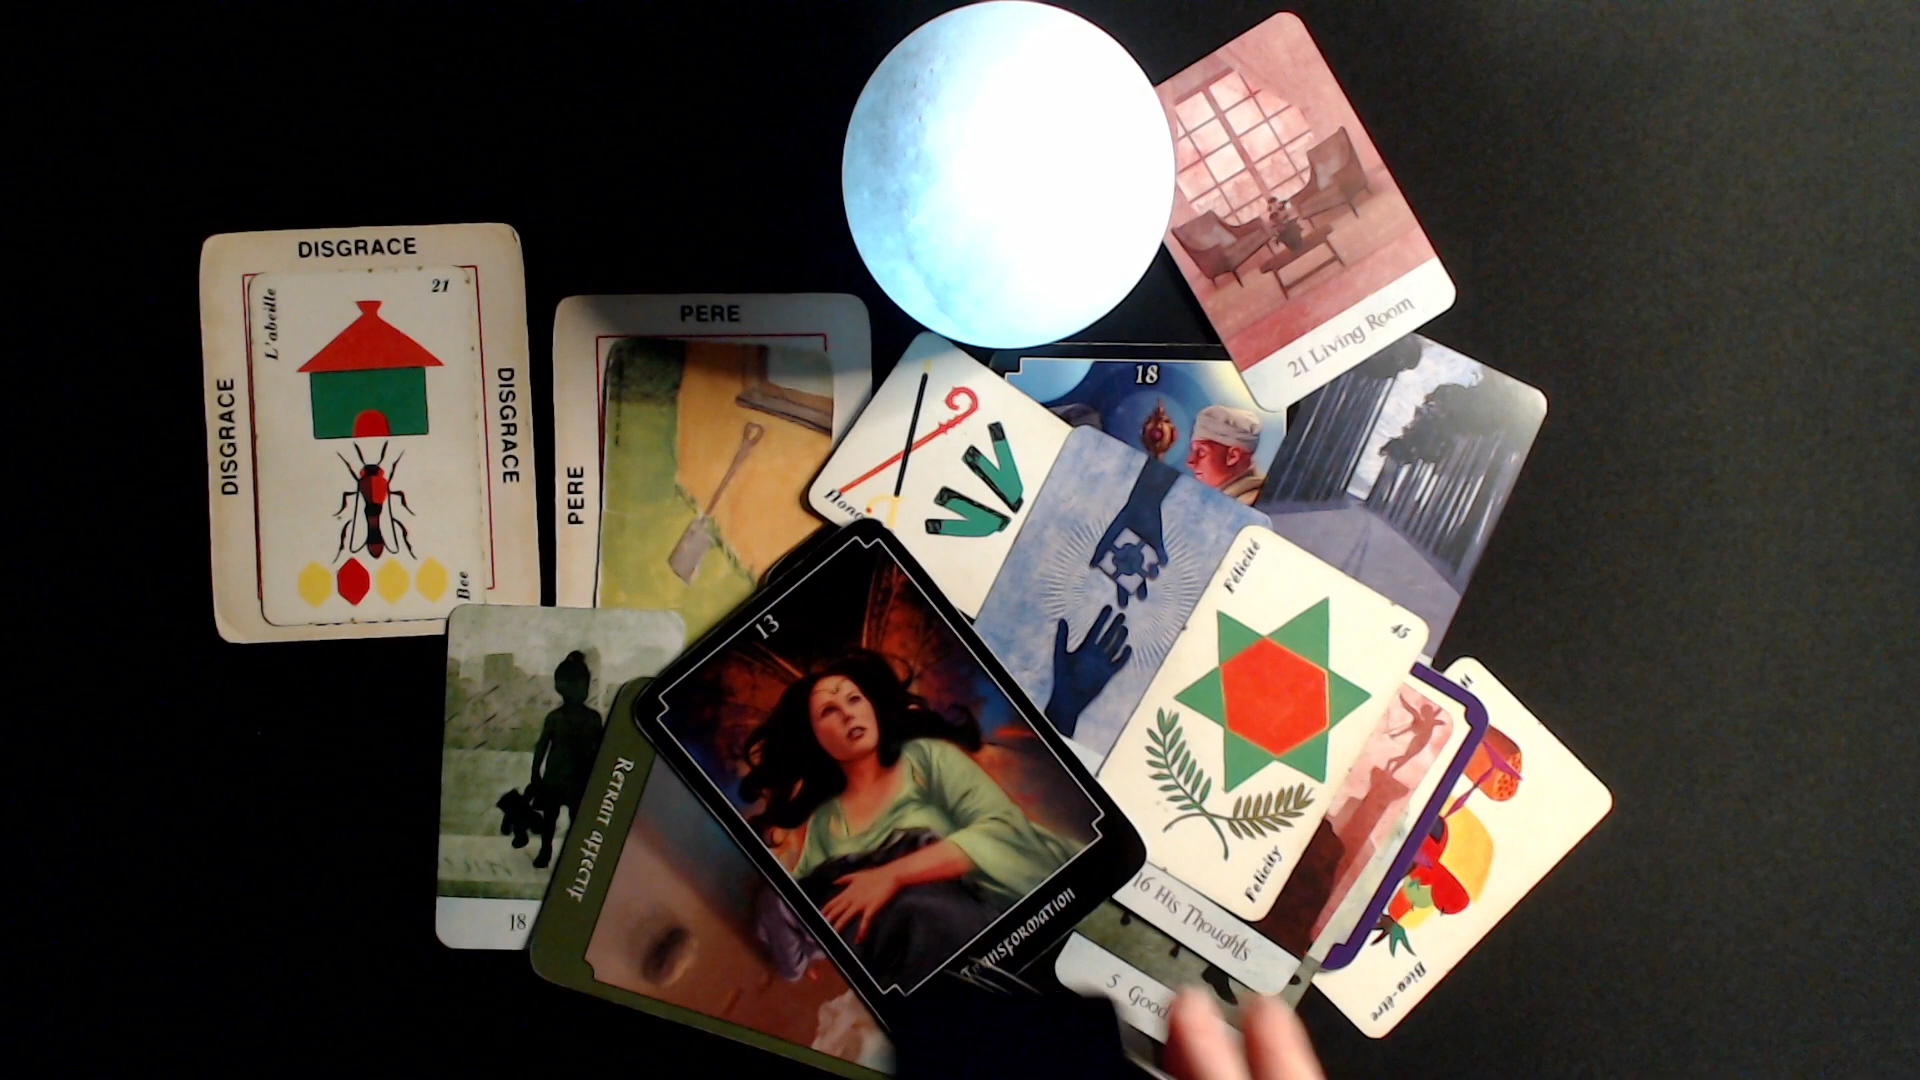 DISGRACE
DISGRACE
DISGRACE
L'abeille
21
Bee
PERE
PERE
18
21 Living Room
Félicité
45
Felicity
13
Transformation
Retrait affectif
18
16 His Thoughts
5 Good
Bien-être